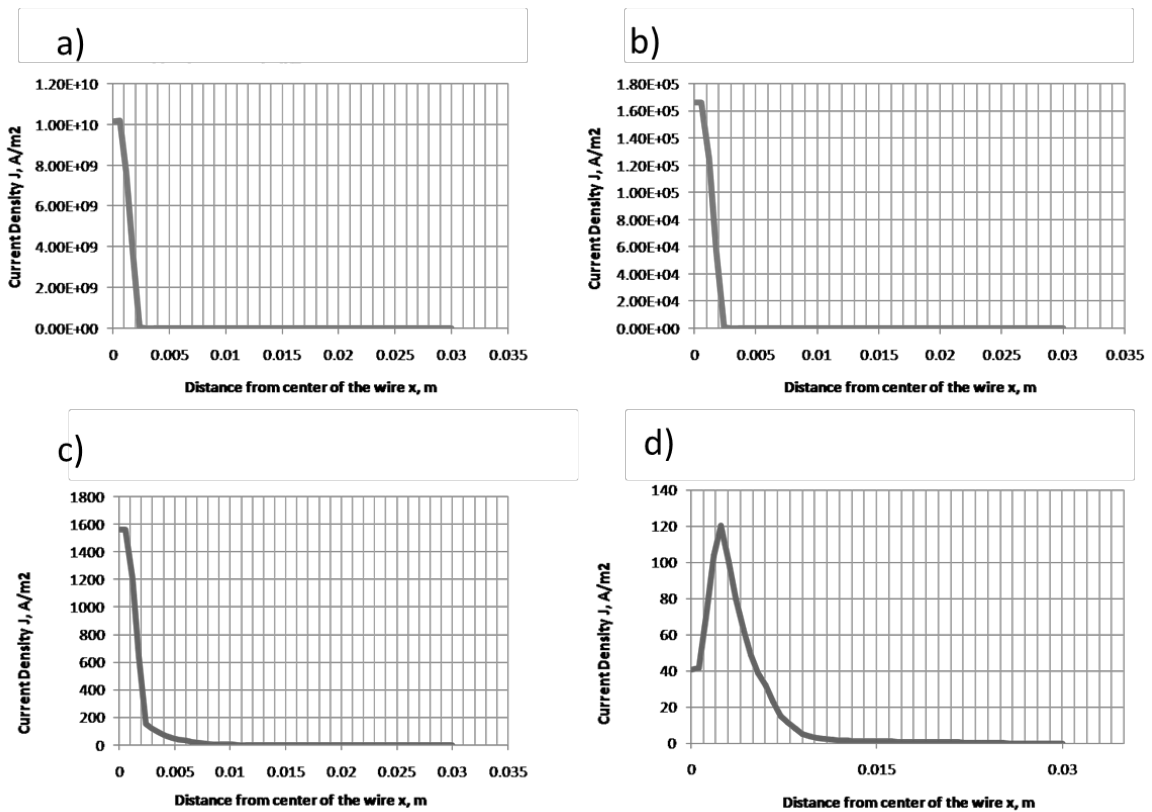 a)
1.20E+10
1.00E+10
8.00E+09
6.00E+09
4.00E+09
2.00E+09
0.00E+00
Current Density J, A/m2
0 0.005 0.01 0.015 0.02 0.025 0.03 0.035
Distance from center of the wire x, m
b)
1.80E+05
1.60E+05
1.40E+05
1.20E+05
1.00E+05
8.00E+04
6.00E+04
4.00E+04
2.00E+04
0.00E+00
Current Density J, A/m2
0 0.005 0.01 0.015 0.02 0.025 0.03 0.035
Distance from center of the wire x, m
c)
1800
1600
1400
1200
1000
800
600
400
200
0
Current Density J, A/m2
0 0.005 0.01 0.015 0.02 0.025 0.03 0.035
Distance from center of the wire x, m
d)
140
120
100
80
60
40
20
0
Current Density J, A/m2
0 0.015 0.03
Distance from center of the wire x, m